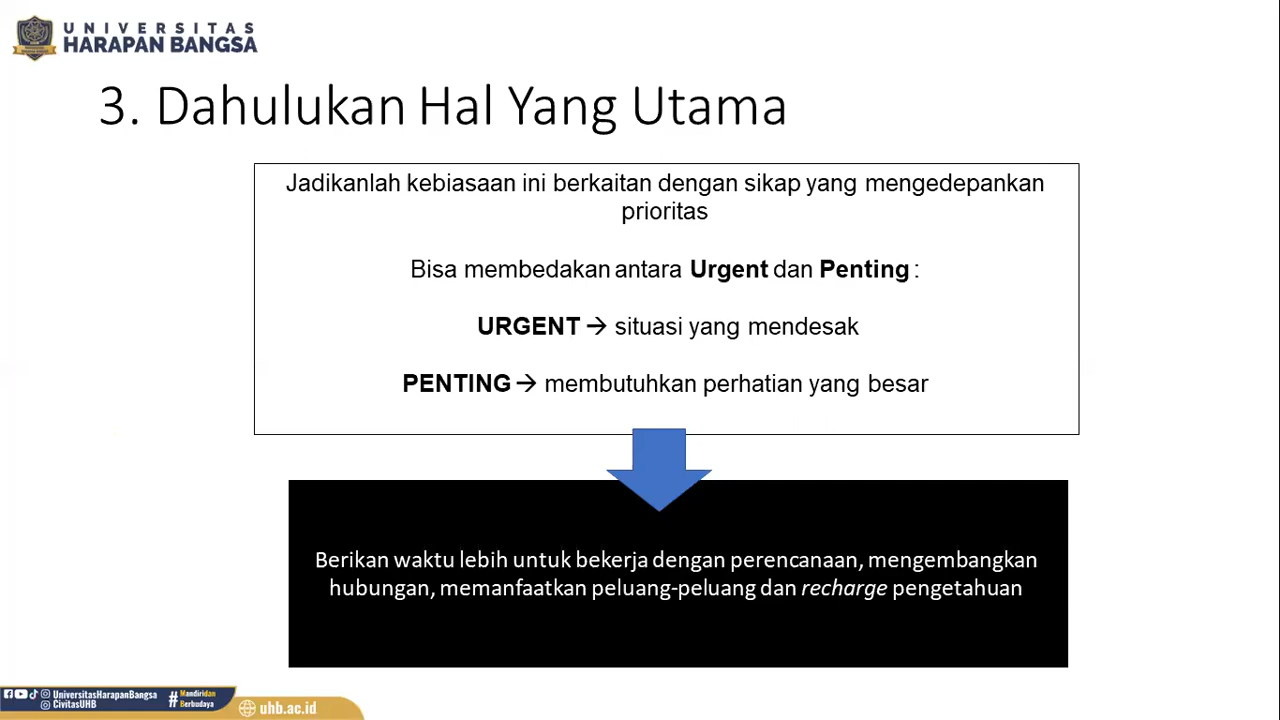 UNIVERSITAS
HARAPAN BANGSA
3. Dahulukan Hal Yang Utama
Jadikanlah kebiasaan ini berkaitan dengan sikap yang mengedepankan
prioritas
Bisa membedakan antara Urgent dan Penting :
URGENT → situasi yang mendesak
PENTING → membutuhkan perhatian yang besar
Berikan waktu lebih untuk bekerja dengan perencanaan, mengembangkan
hubungan, memanfaatkan peluang-peluang dan recharge pengetahuan
UniversitasHarapanBangsa
CivitasUHB
# Mandiridan
Berbudaya
uhb.ac.id